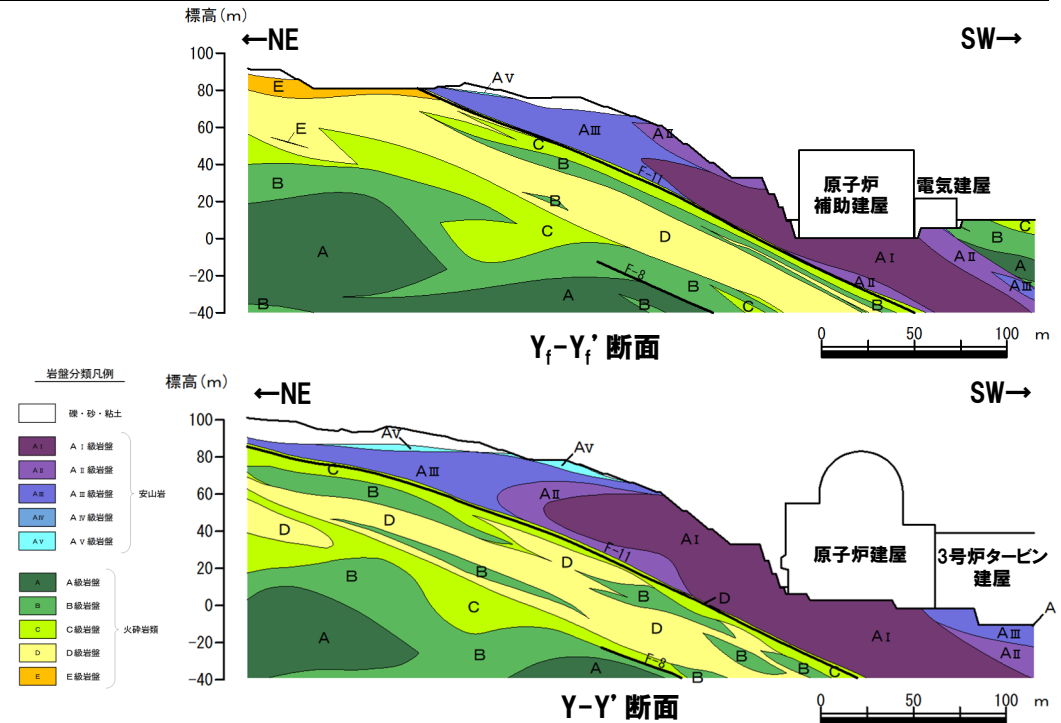 標高(m)
←NE
SW→
100
80
60
40
20
0
-20
-40
E
E
AⅤ
AⅢ
AⅡ
C
B
F-11
B
B
A
C
D
原子炉
補助建屋
電気建屋
C
B
A
AⅢ
AⅠ
AⅡ
AⅡ
F-8
B
A
B
B
C
B
0
50
100
m
Yf-Yf'断面
岩盤分類凡例
礫・砂・粘土
AⅠ AⅠ級岩盤
AⅡ AⅡ級岩盤
AⅢ AⅢ級岩盤
AⅣ AⅣ級岩盤
AⅤ AⅤ級岩盤
安山岩
A A級岩盤
B B級岩盤
C C級岩盤
D D級岩盤
E E級岩盤
火砕岩類
標高(m)
←NE
SW→
100
80
60
40
20
0
-20
-40
AⅤ
AⅤ
AⅢ
C
AⅡ
B
D
D
AⅠ
F-11
D
B
B
B
C
D
D
A
B
F-8
A
B
B
B
C
AⅠ
原子炉建屋
3号炉タービン
建屋
A
AⅢ
AⅡ
0
50
100
m
Y-Y'断面